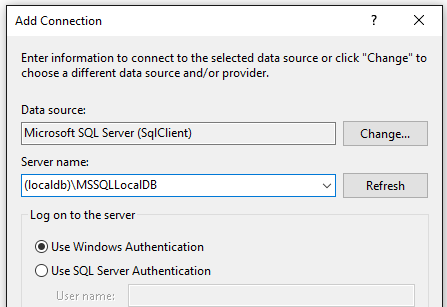 Add Connection
?
Enter information to connect to the selected data source or click "Change" to
choose a different data source and/or provider.
Data source:
Microsoft SQL Server (SqlClient)
Change...
Server name:
(localdb)\MSSQLLocalDB
Refresh
Log on to the server
Use Windows Authentication
Use SQL Server Authentication
User name: